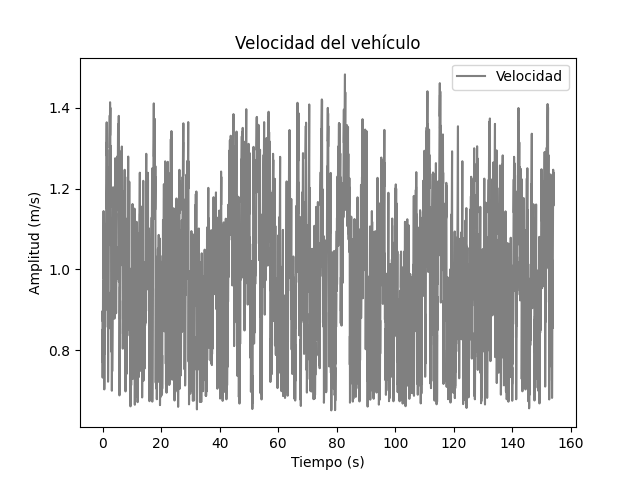 Velocidad del vehículo
Velocidad
Amplitud (m/s)
1.4
1.2
1.0
0.8
0 20 40 60 80 100 120 140 160
Tiempo (s)